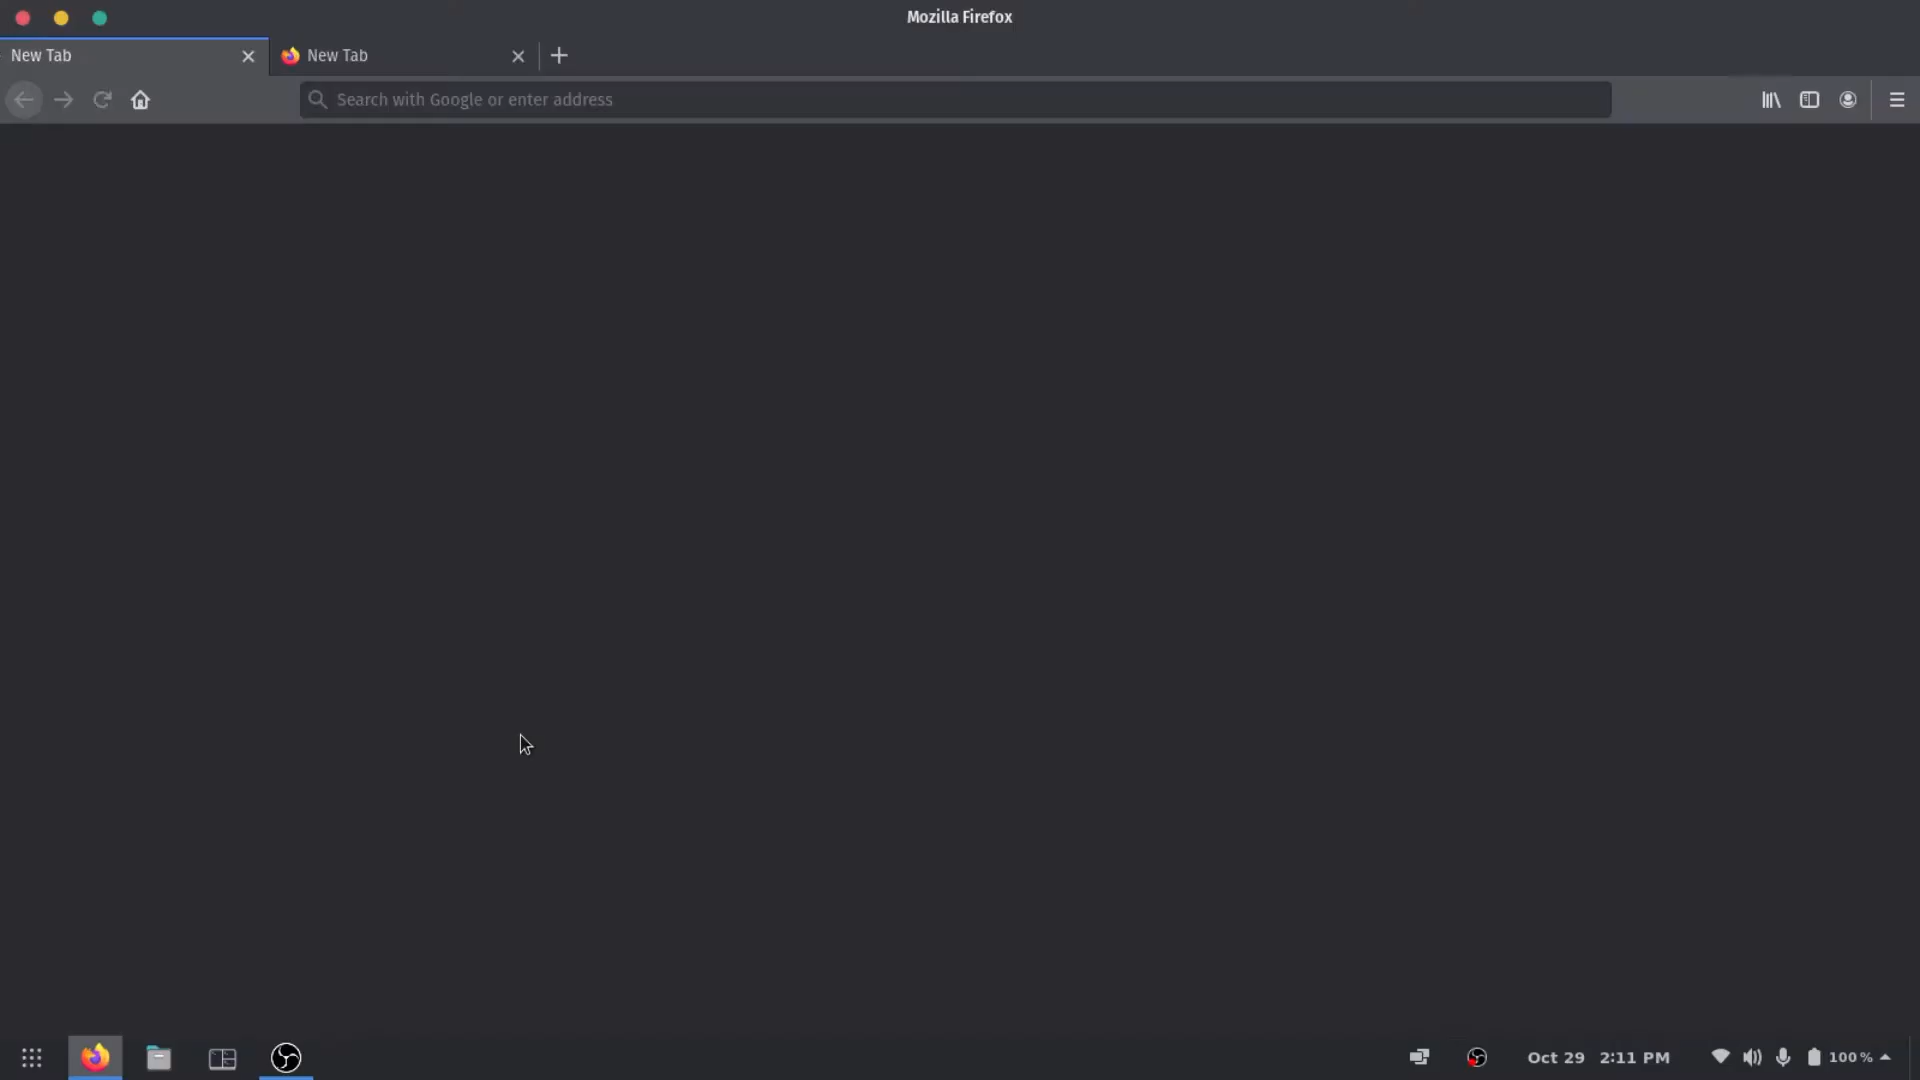 Mozilla Firefox
New Tab
New Tab
Search with Google or enter address
Oct 29 2:11 PM
100 %